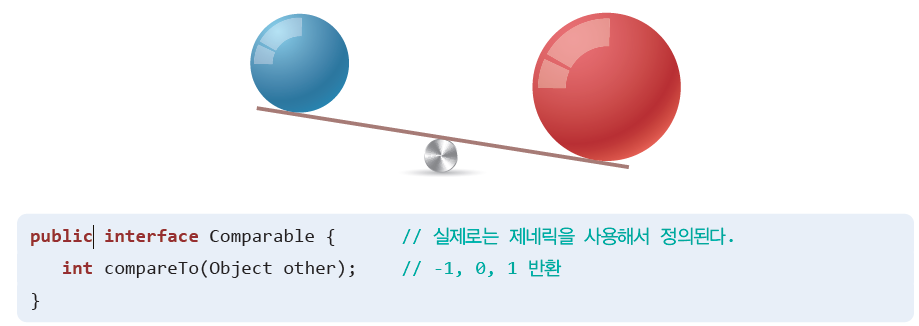 public interface Comparable {      // 실제로는 제네릭을 사용해서 정의된다.
   int compareTo(Object other);    // -1, 0, 1 반환
}